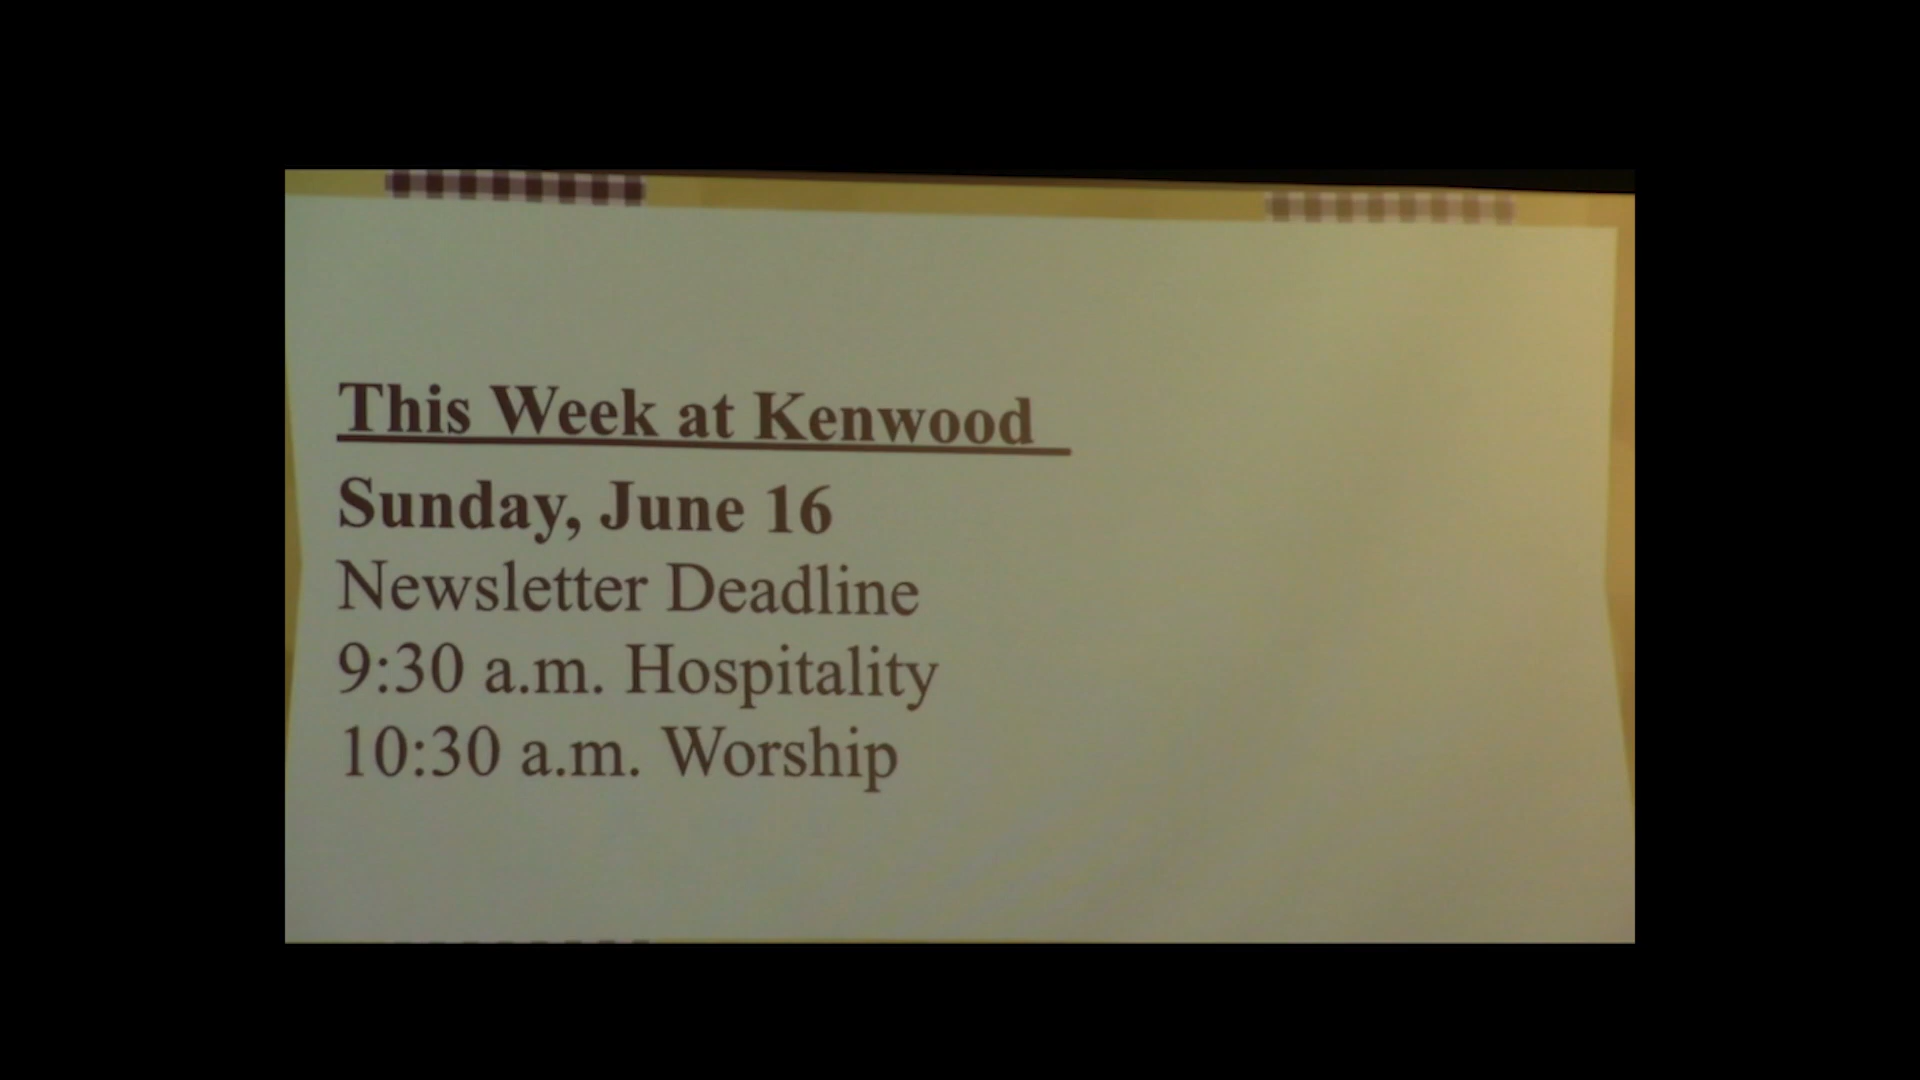 This Week at Kenwood
Sunday, June 16
Newsletter Deadline
9:30 a.m. Hospitality
10:30 a.m. Worship